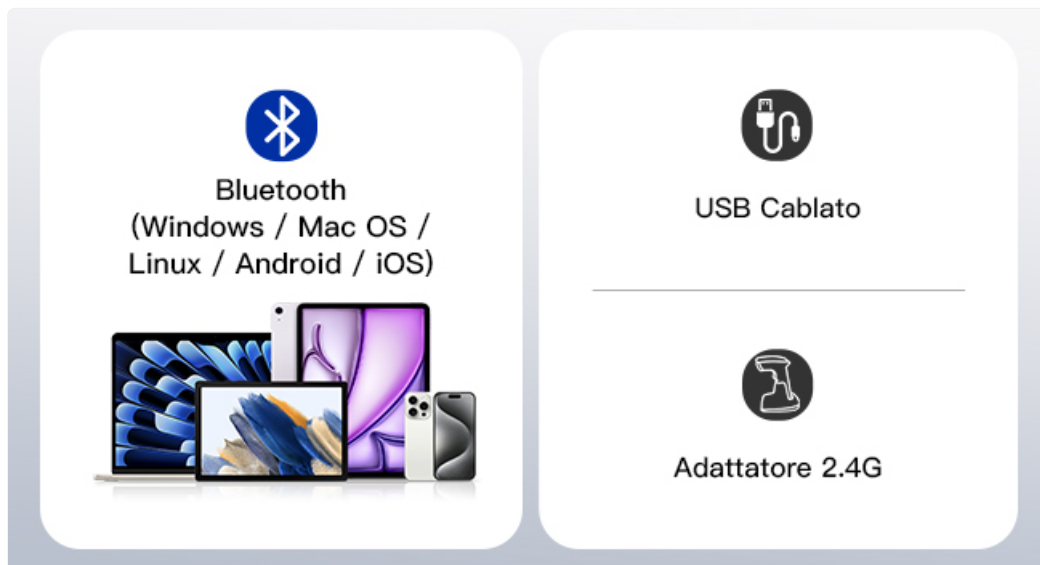 Bluetooth
(Windows / Mac OS /
Linux / Android / iOS)
USB Cablato
Adattatore 2.4G